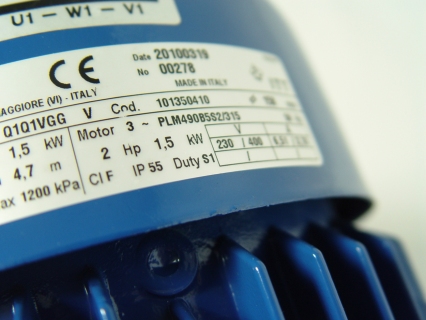 U1 - W1 - V1
CE
Date 20100319
No 00278
MADE IN ITALY
AGGIORE (VI) - ITALY
Q1Q1VGG V Cod. 101350410
1,5 kW Motor 3 ~ PLM490B5S2/315
4,7 m 2 Hp 1,5 kW V A
230 / 400
ax 1200 kPa Cl F IP 55 Duty S1